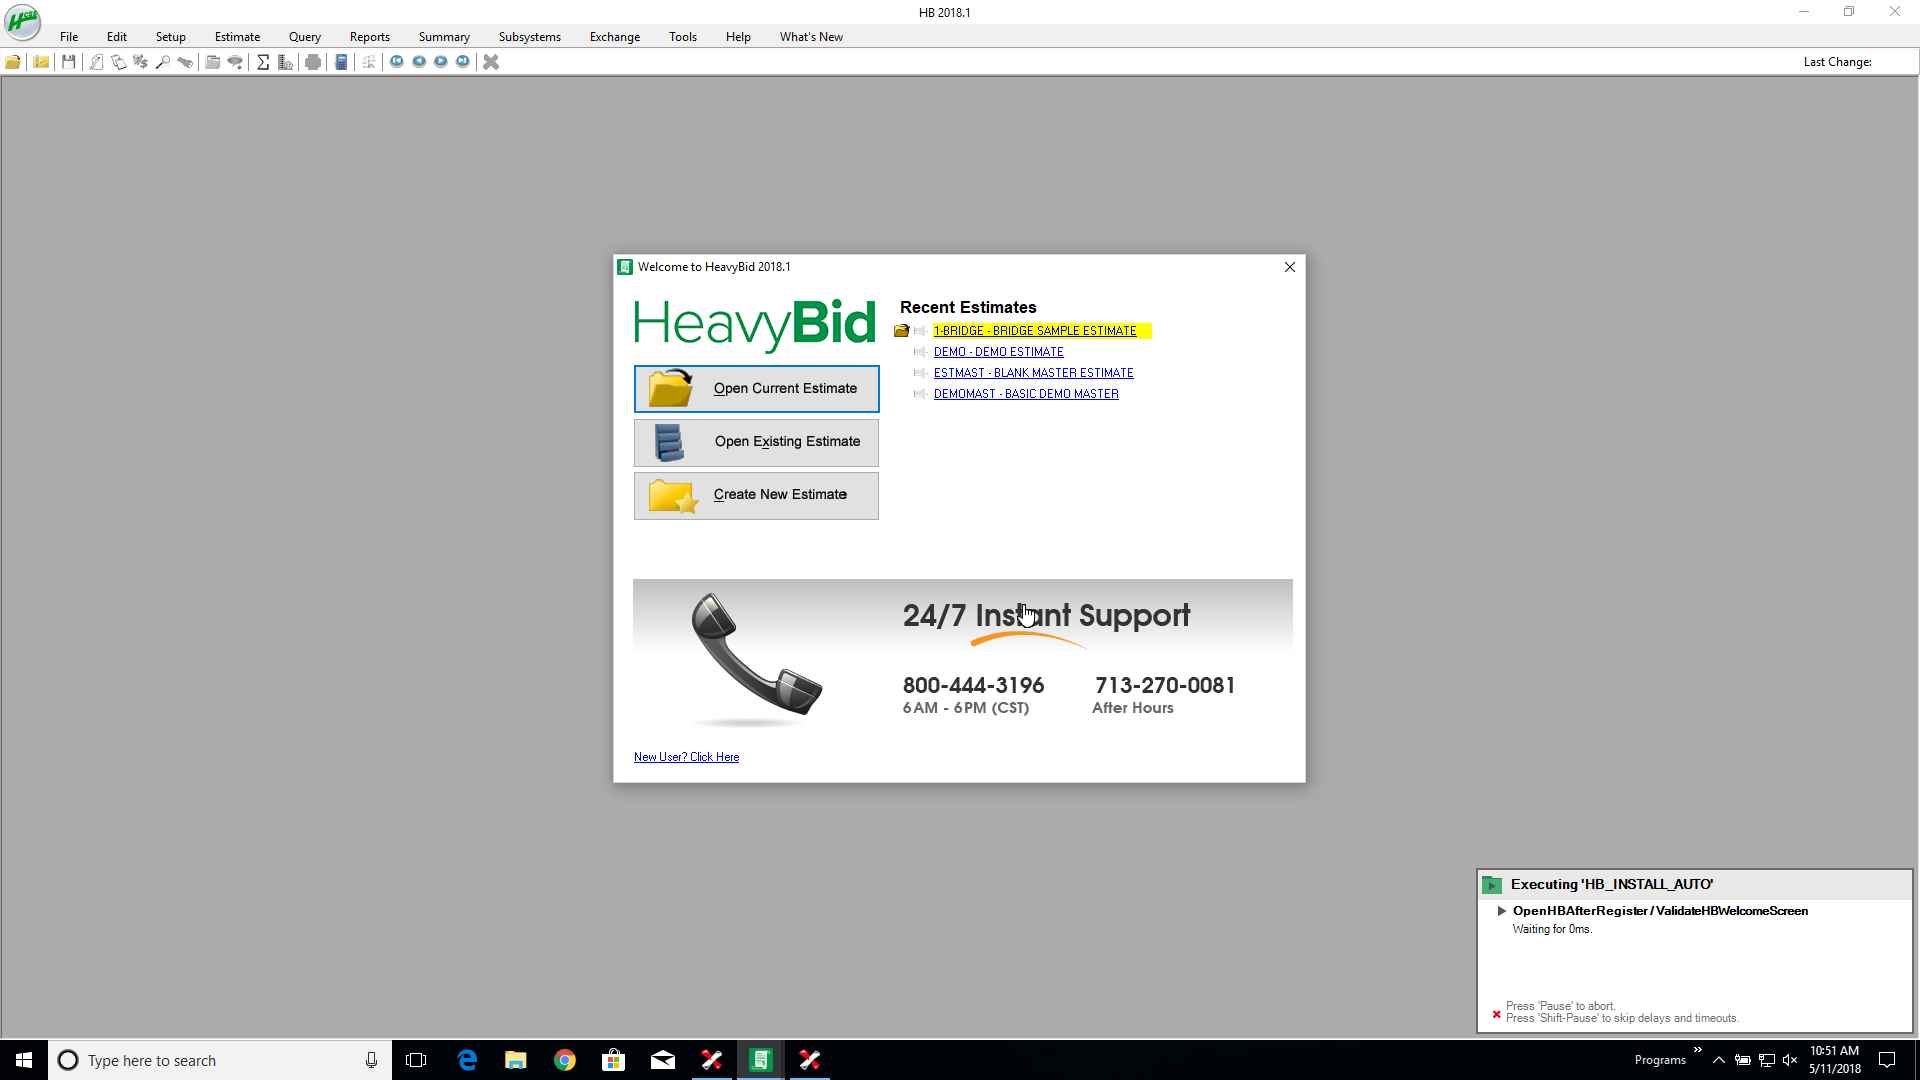 HB 2018.1
HCSS
File Edit Setup Estimate Query Reports Summary Subsystems Exchange Tools Help What's New
Last Change:
Welcome to HeavyBid 2018.1
HeavyBid
Open Current Estimate
Open Existing Estimate
Create New Estimate
Recent Estimates
1-BRIDGE - BRIDGE SAMPLE ESTIMATE
DEMO - DEMO ESTIMATE
ESTMAST - BLANK MASTER ESTIMATE
DEMOMAST - BASIC DEMO MASTER
24/7 Instant Support
800-444-3196 713-270-0081
6AM - 6PM (CST) After Hours
New User? Click Here
Executing 'HB_INSTALL_AUTO'
OpenHBAfterRegister / ValidateHBWelcomeScreen
Waiting for 0ms.
Press 'Pause' to abort.
Press 'Shift-Pause' to skip delays and timeouts.
Type here to search
Programs
10:51 AM
5/11/2018